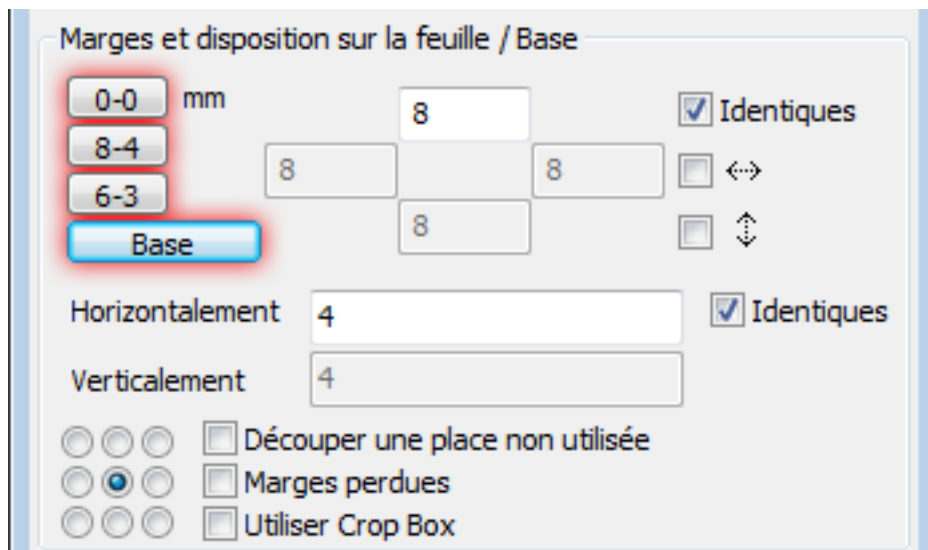 Marges et disposition sur la feuille / Base
0-0 mm 8 Identiques
8-4
8 8
6-3
8
Base
Horizontalement 4 Identiques
Verticalement 4
Découper une place non utilisée
Marges perdues
Utiliser Crop Box